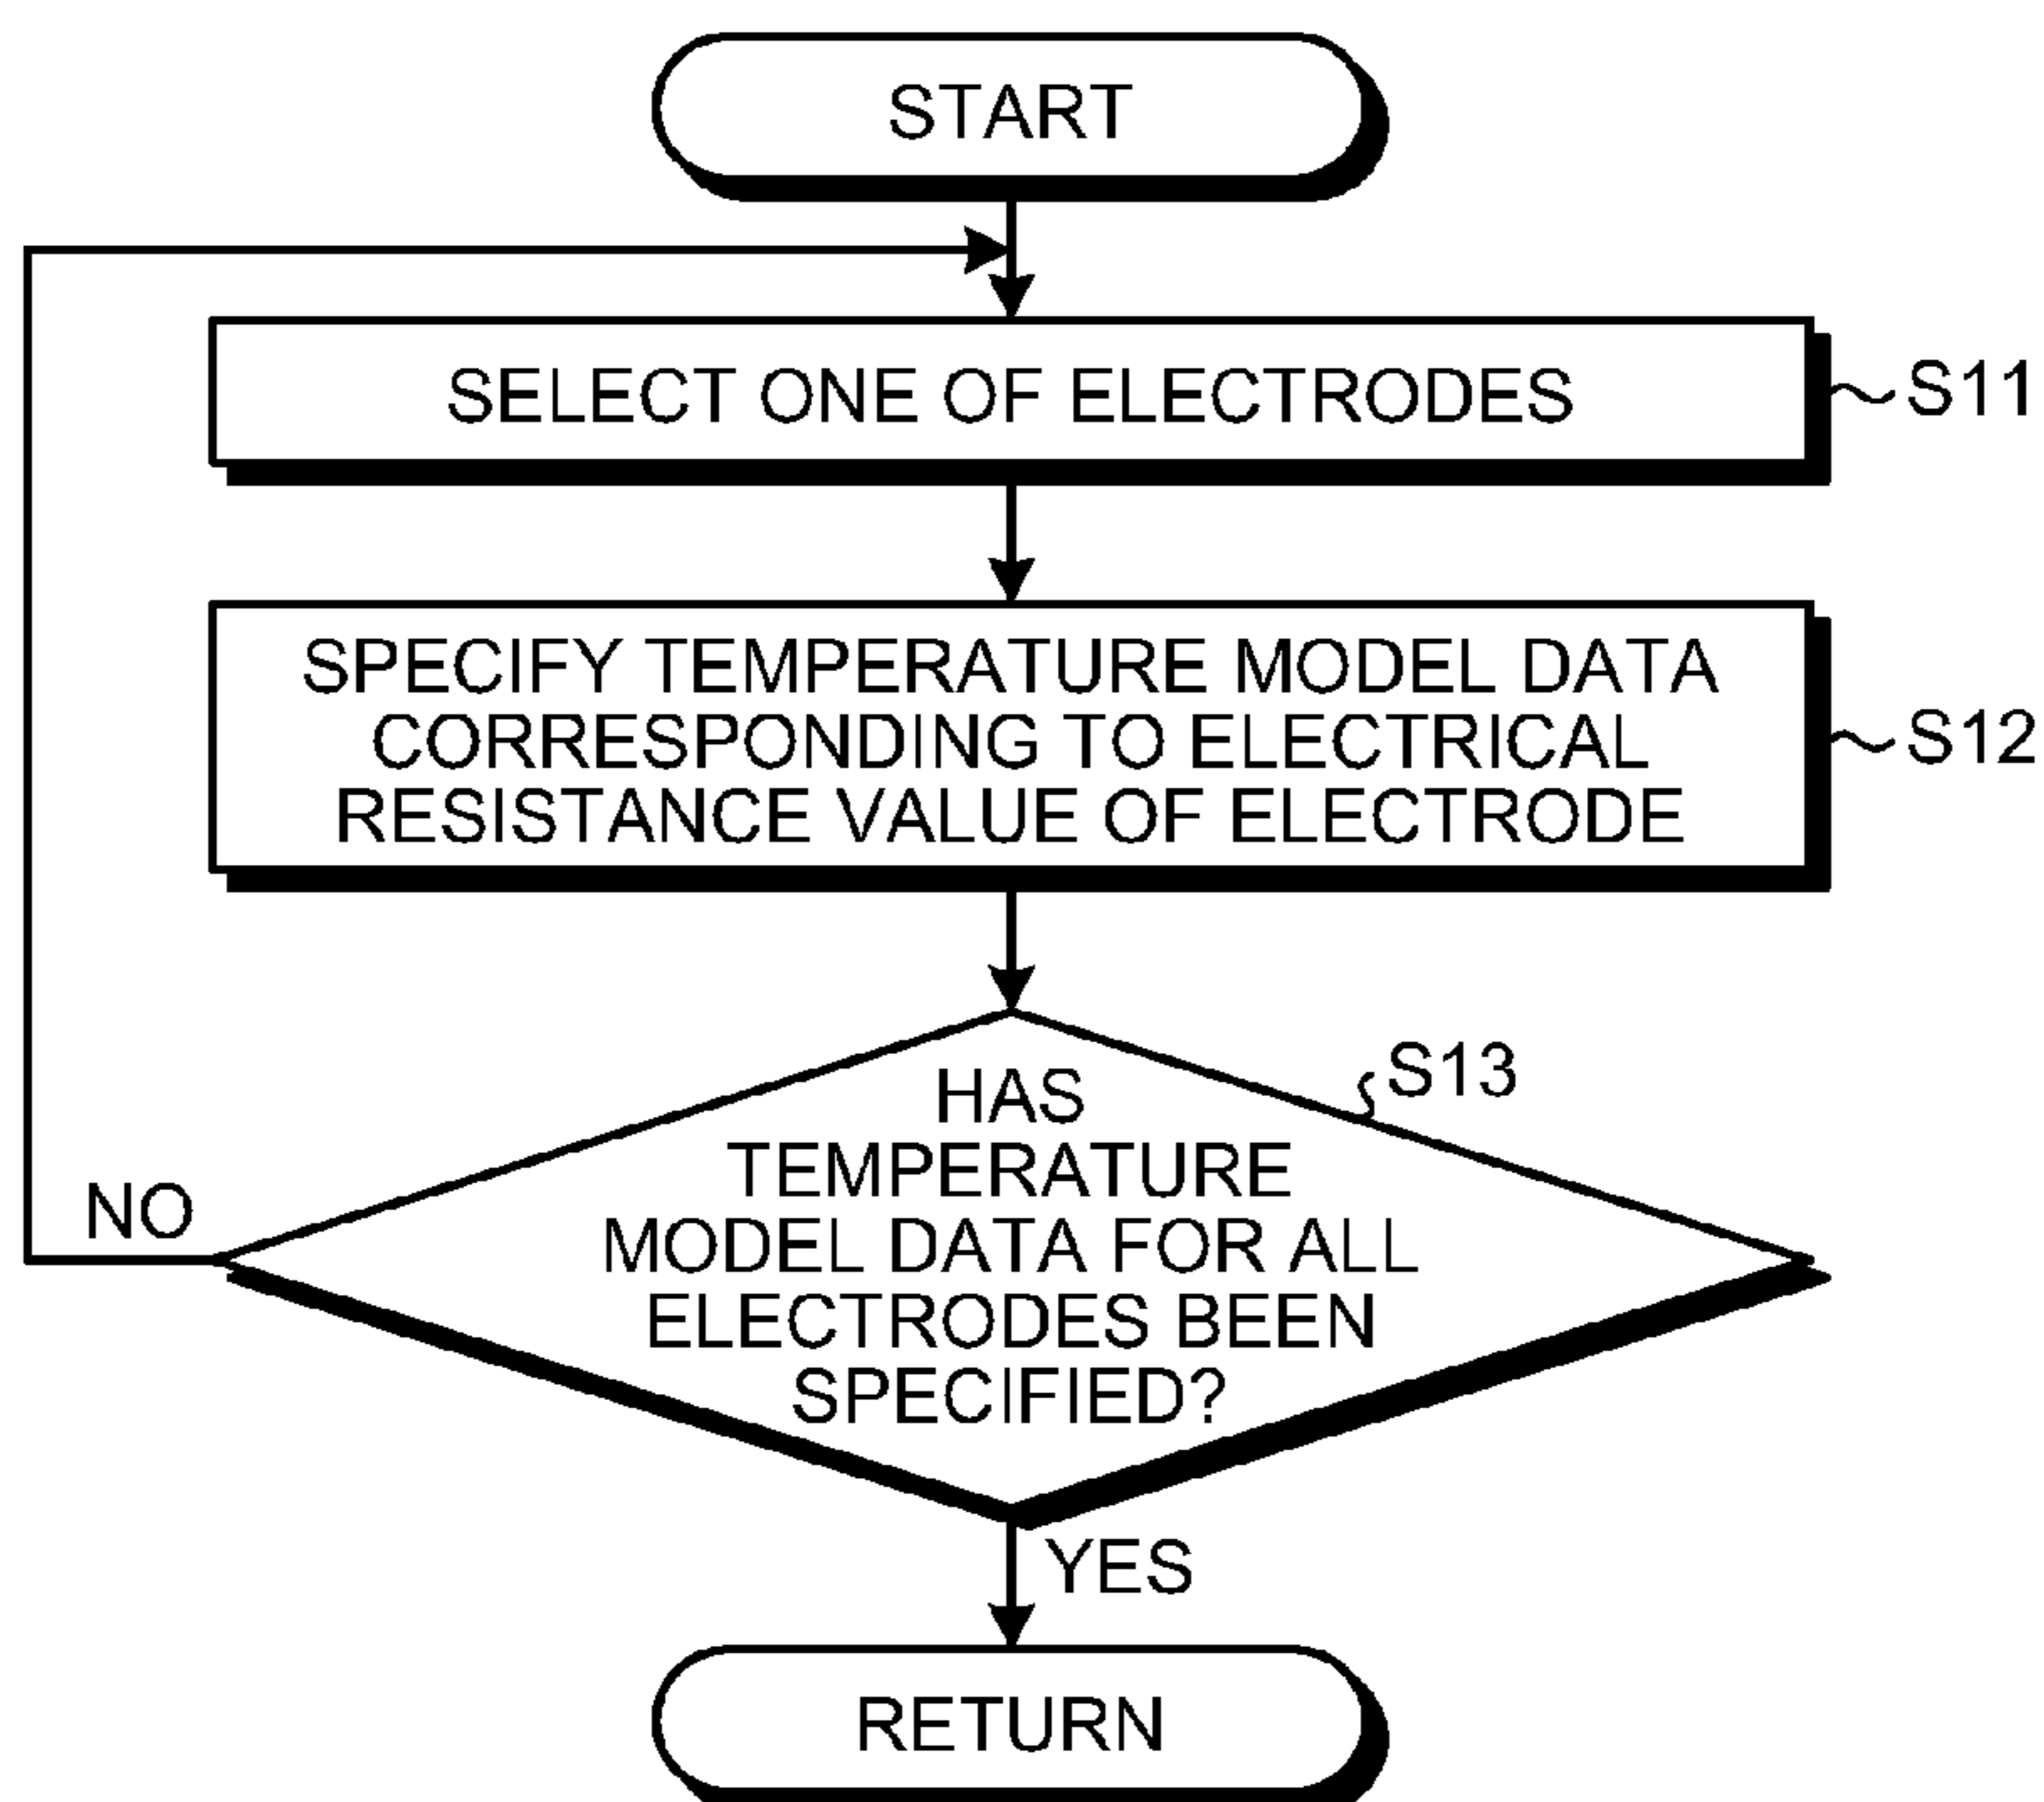 START
SELECT ONE OF ELECTRODES
S11
SPECIFY TEMPERATURE MODEL DATA
CORRESPONDING TO ELECTRICAL
RESISTANCE VALUE OF ELECTRODE
S12
S13
HAS
TEMPERATURE
MODEL DATA FOR ALL
ELECTRODES BEEN
SPECIFIED?
NO
YES
RETURN